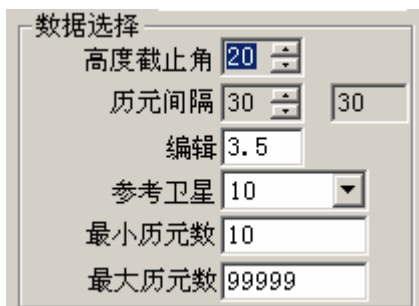 数据选择
高度截止角 20
历元间隔 30 30
编辑 3.5
参考卫星 10
最小历元数 10
最大历元数 99999